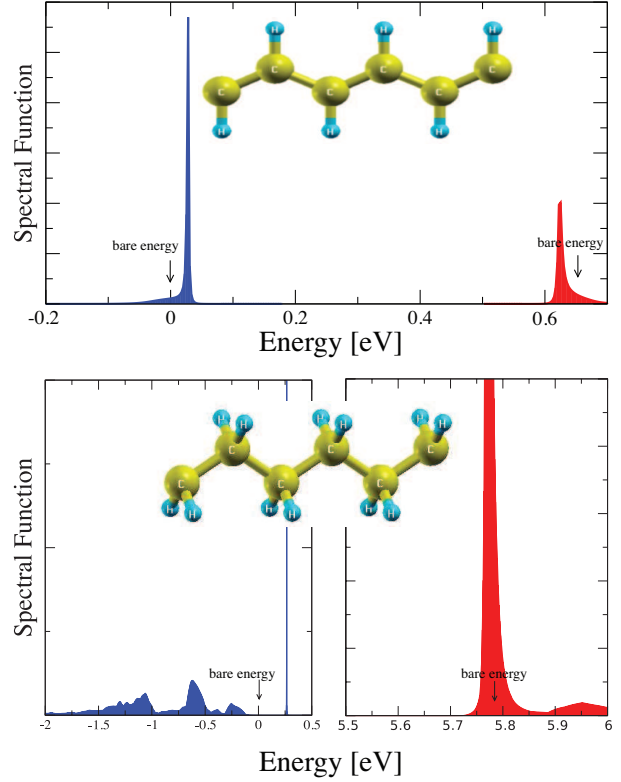 H H H
C C C
C C C
H H H
Spectral Function
bare energy bare energy
-0.2 0 0.2 0.4 0.6
Energy [eV]
H H H H H H
C C C
C C C
h H H H h H
Spectral Function
bare energy bare energy
-2 -1.5 -1 -0.5 0 0.5 5.5 5.6 5.7 5.8 5.9 6
Energy [eV]